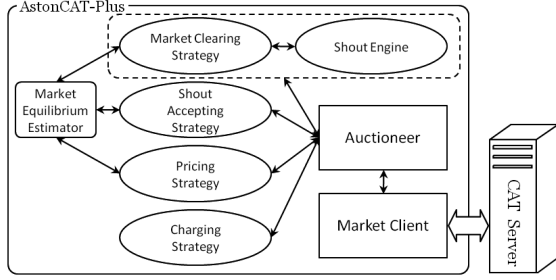 AstonCAT-Plus
Market Clearing
Strategy
Shout Engine
Market
Equilibrium
Estimator
Shout
Accepting
Strategy
Auctioneer
Pricing
Strategy
Market Client
Charging
Strategy
CAT Server